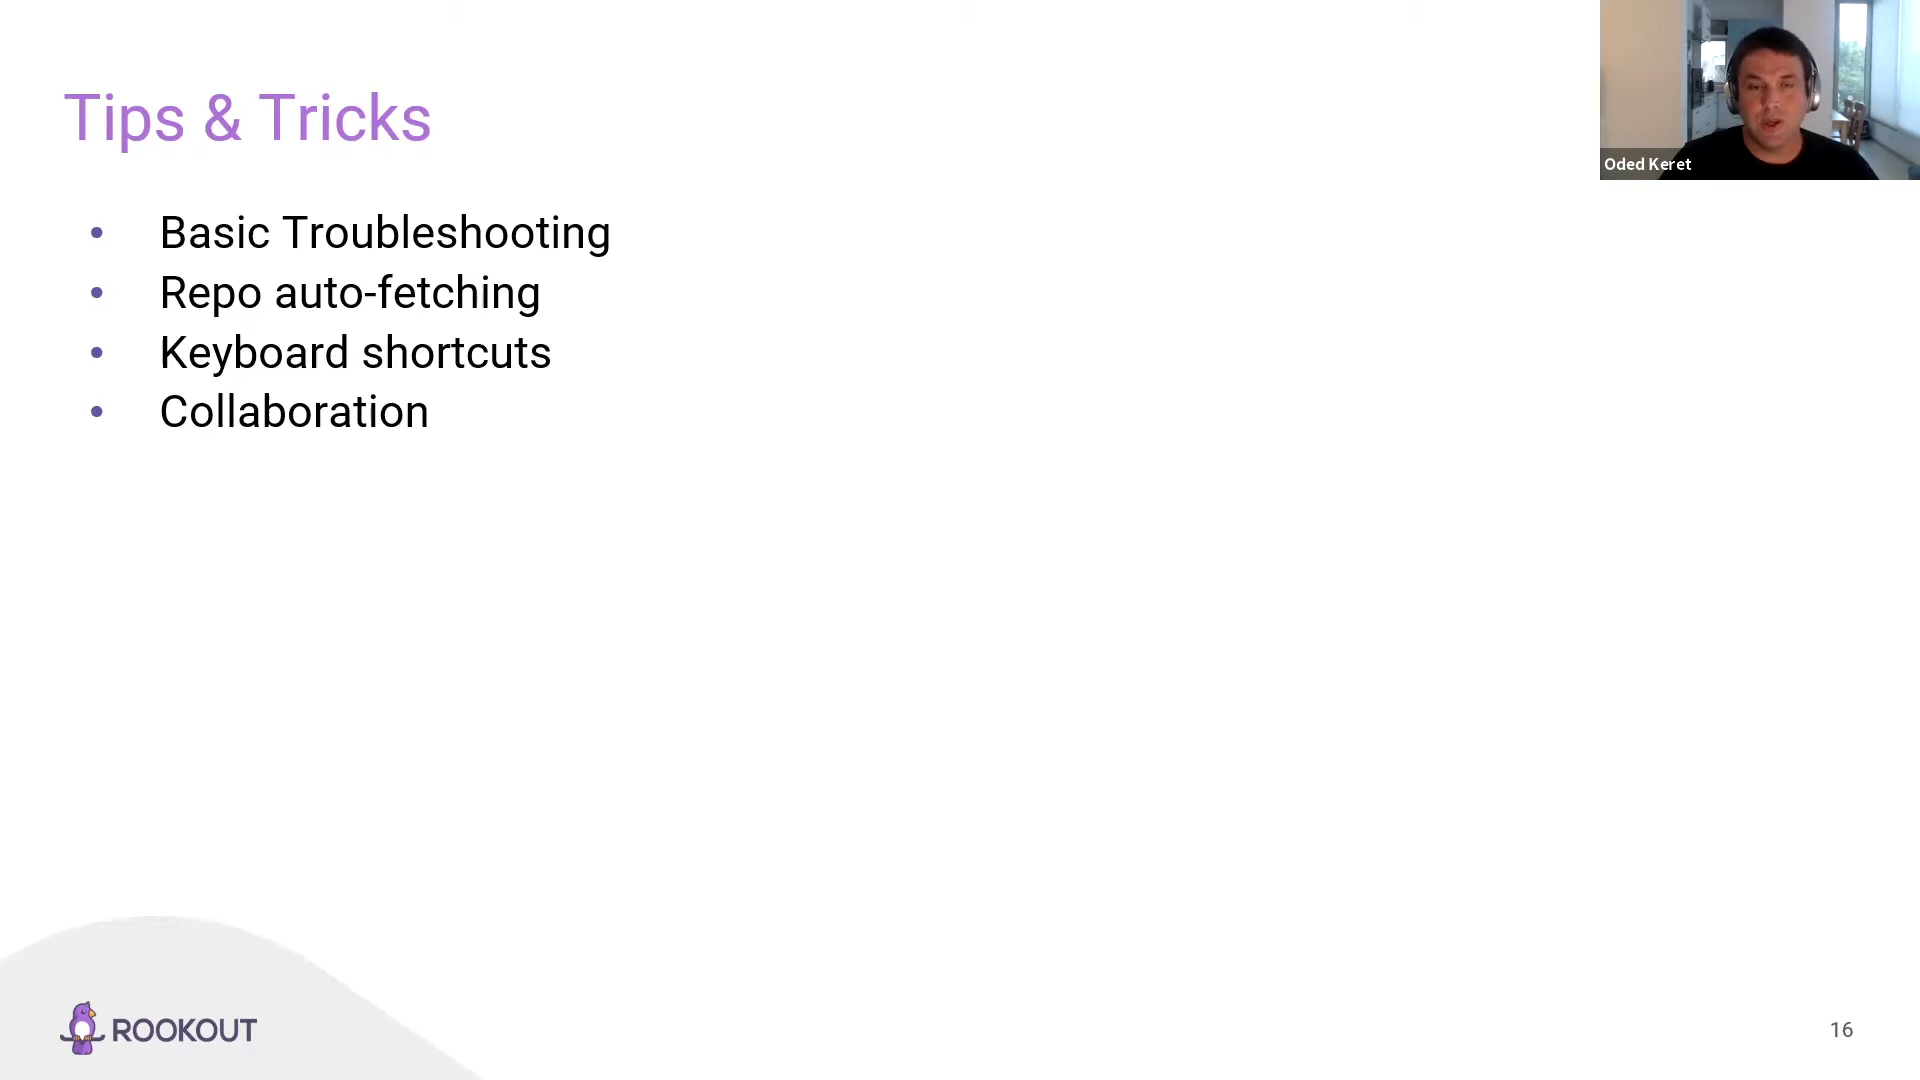 Tips & Tricks
Oded Keret
• Basic Troubleshooting
• Repo auto-fetching
• Keyboard shortcuts
• Collaboration
ROOKOUT
16